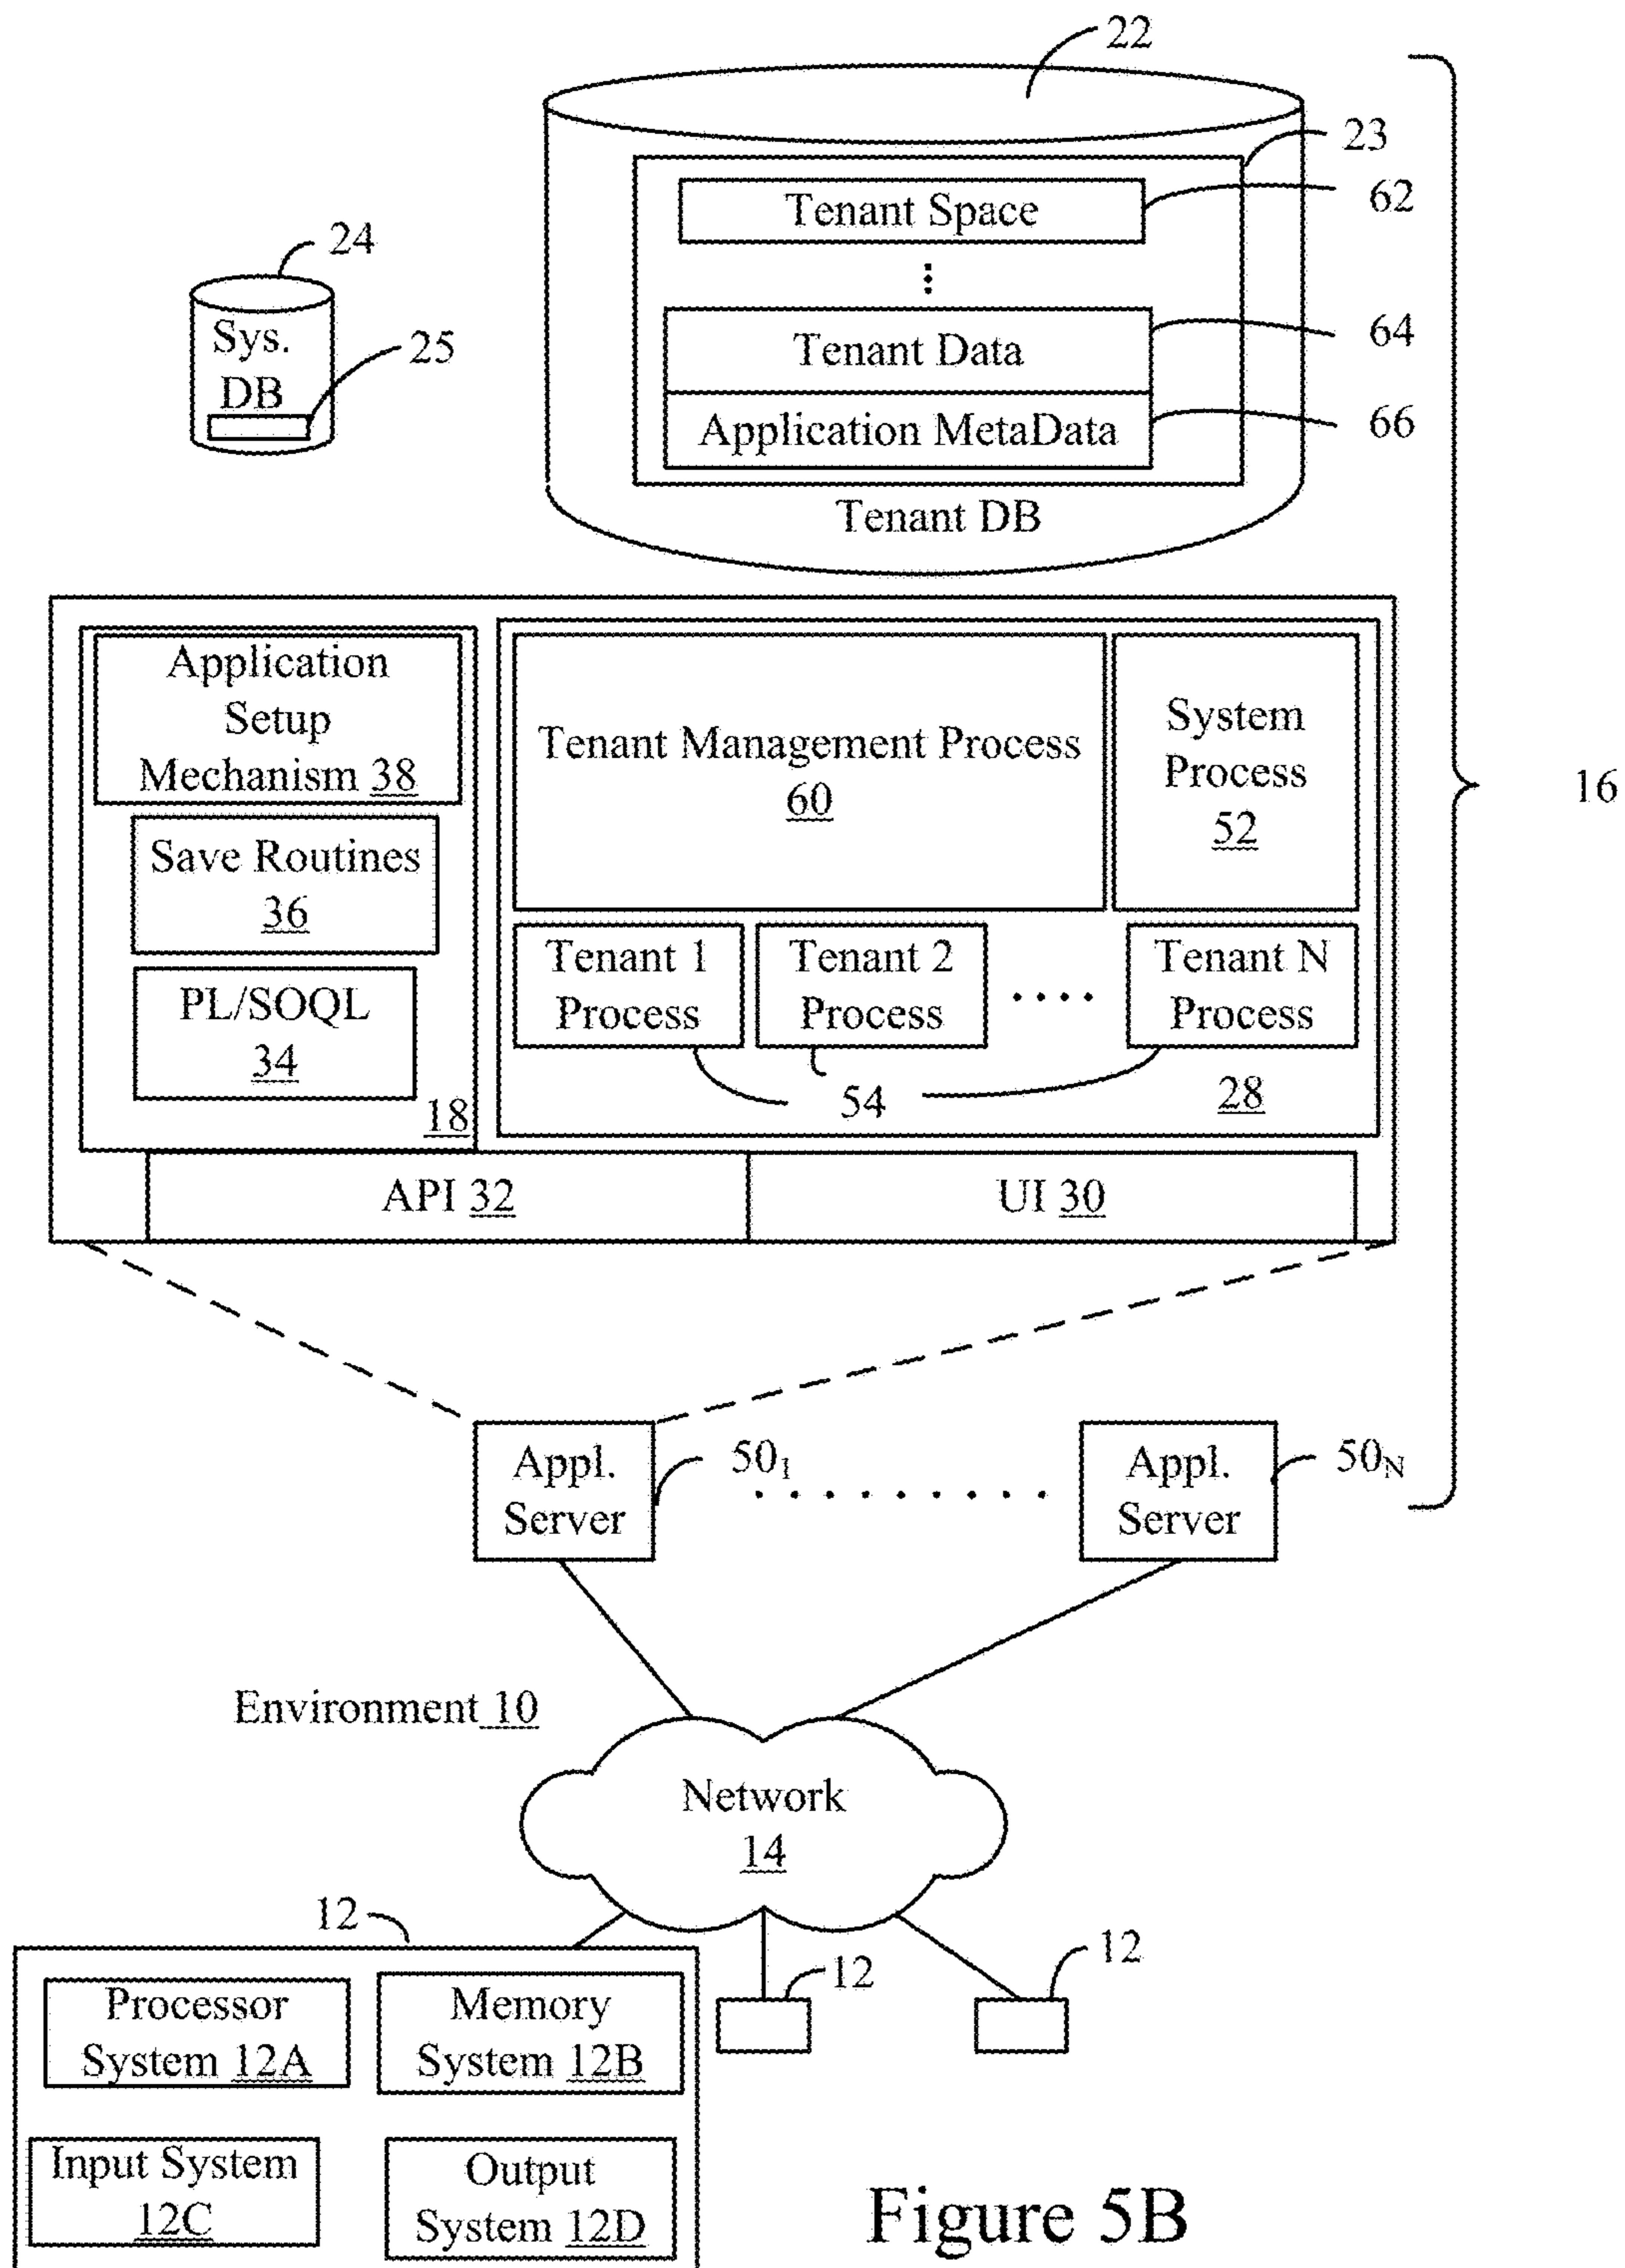 22
23
Tenant Space
62
24
Sys.
DB
25
Tenant Data
64
Application MetaData
66
Tenant DB
Application
Setup
Mechanism 38
Tenant Management Process
60
System
Process
52
16
Save Routines
36
Tenant 1
Process
Tenant 2
Process
....
Tenant N
Process
PL/SOQL
34
18
54
28
API 32
UI 30
Appl.
Server
50₁
.........
Appl.
Server
50N
Environment 10
Network
14
12
12
12
Processor
System 12A
Memory
System 12B
Input System
12C
Output
System 12D
Figure 5B